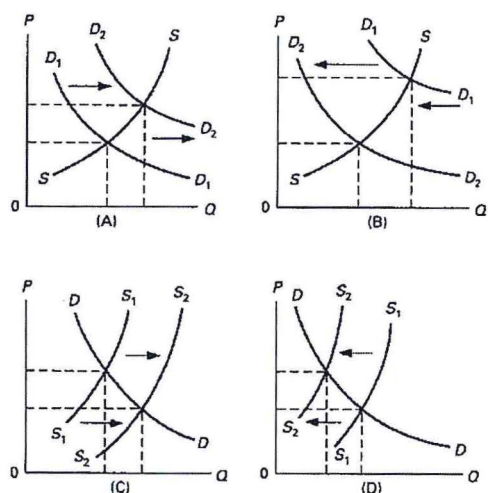 P
D₂
S
D₁
D₂
S
D₁
0
Q
(A)
P
D₁
S
D₂
D₁
S
D₂
0
Q
(B)
P
D
S₁
S₂
S₁
D
S₂
0
Q
(C)
P
D
S₂
S₁
S₂
D
S₁
0
Q
(D)